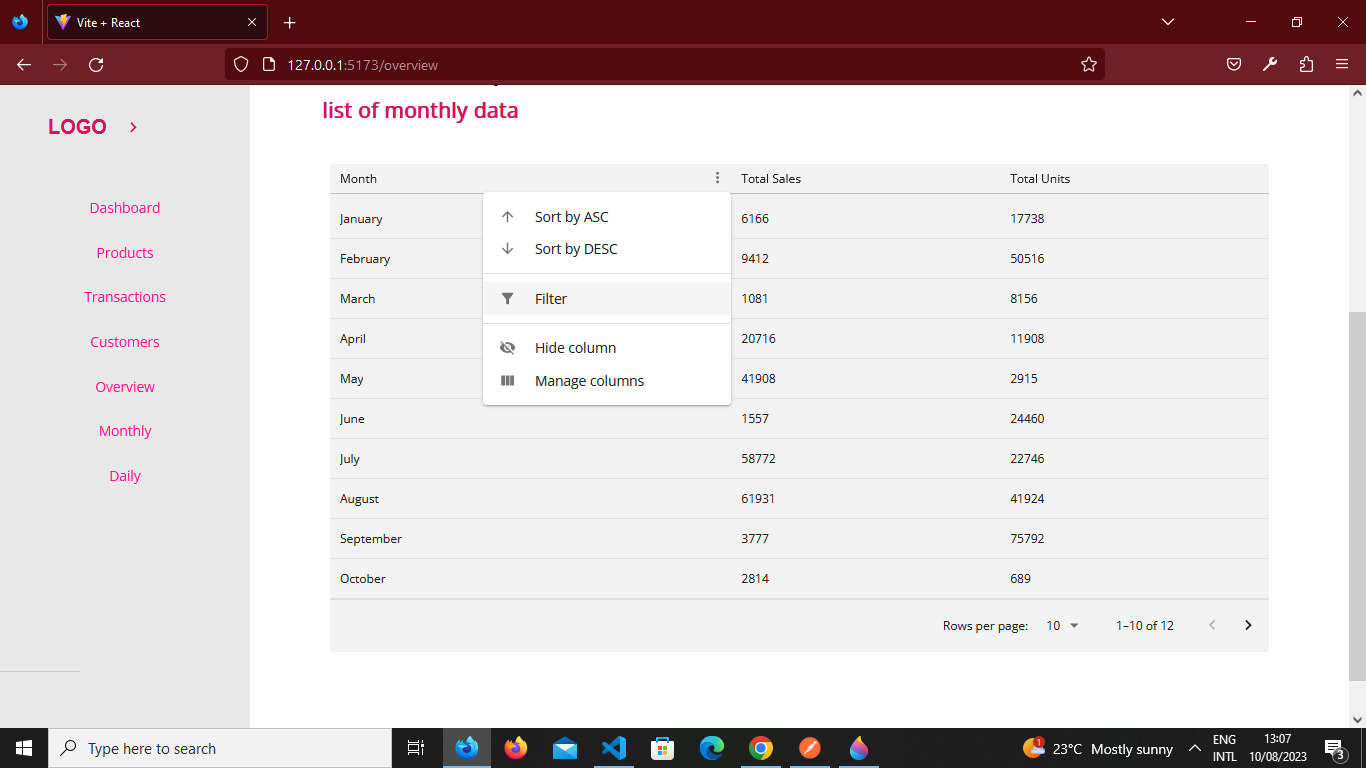 Vite + React
127.0.0.1:5173/overview
LOGO
list of monthly data
Dashboard
Products
Transactions
Customers
Overview
Monthly
Daily
Month Total Sales Total Units
Sort by ASC
Sort by DESC
Filter
Hide column
Manage columns
January 6166 17738
February 9412 50516
March 1081 8156
April 20716 11908
May 41908 2915
June 1557 24460
July 58772 22746
August 61931 41924
September 3777 75792
October 2814 689
Rows per page: 10 1–10 of 12
Type here to search
1
23°C Mostly sunny
ENG
INTL
13:07
10/08/2023
3